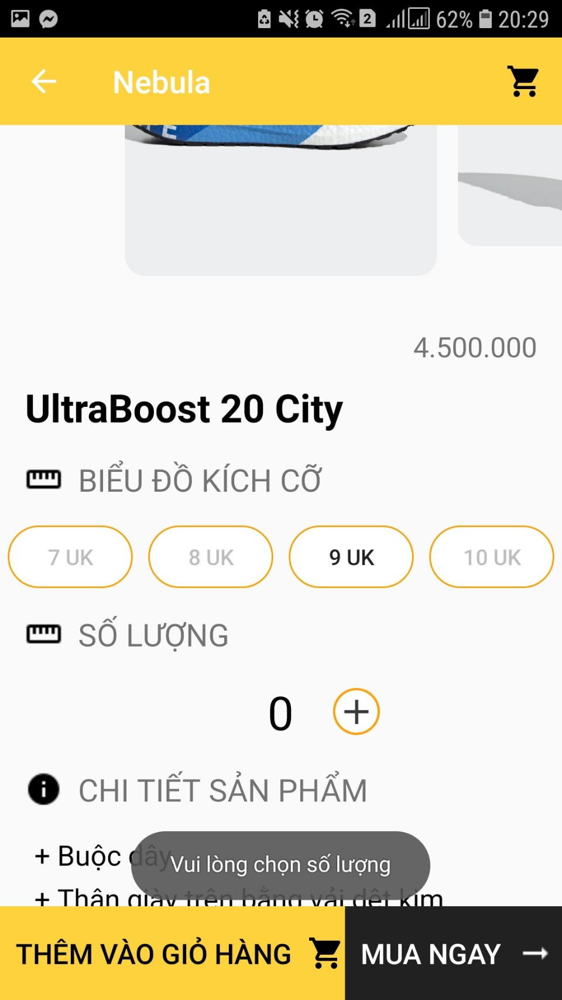 2 62% 20:29
Nebula
4.500.000
UltraBoost 20 City
BIỂU ĐỒ KÍCH CỠ
7 UK 8 UK 9 UK 10 UK
SỐ LƯỢNG
0
CHI TIẾT SẢN PHẨM
+ Buộc dây
Vui lòng chọn số lượng
+ Thân giày trên bằng vải dệt kim
THÊM VÀO GIỎ HÀNG MUA NGAY